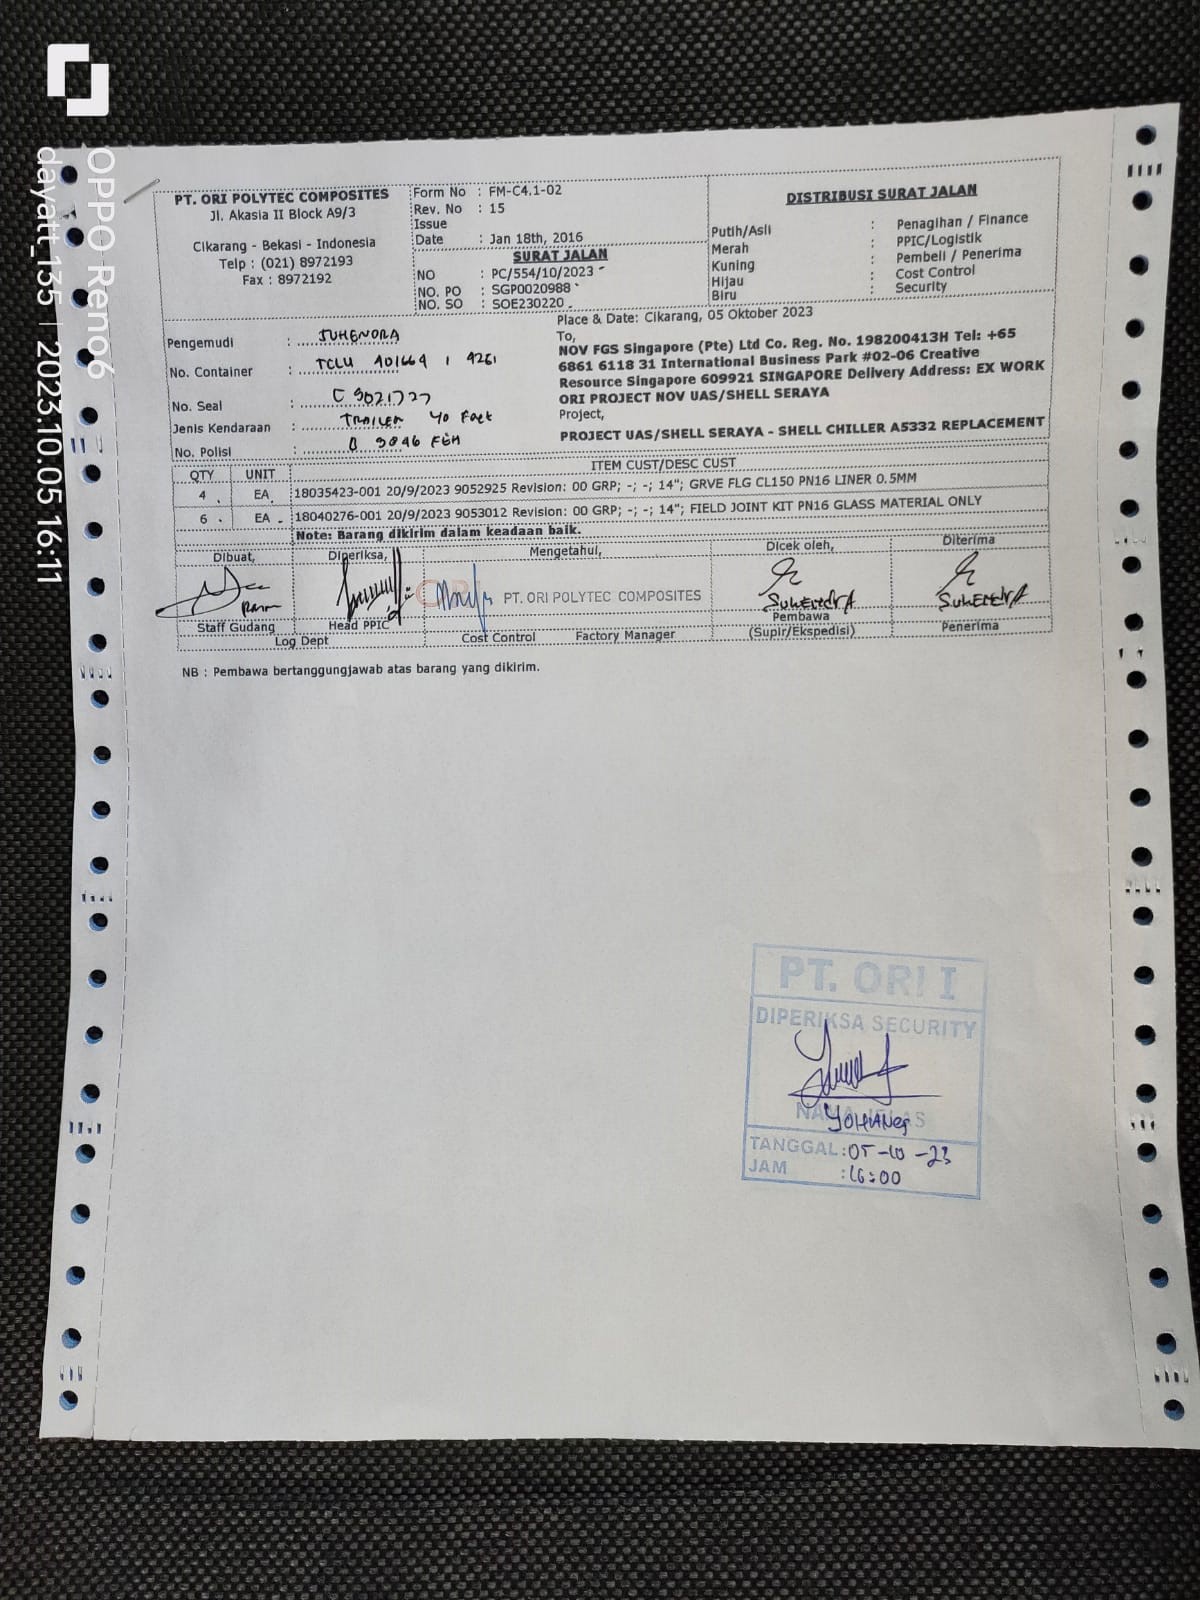 PT. ORI POLYTEC COMPOSITES
Jl. Akasia II Block A9/3
Cikarang - Bekasi - Indonesia
Telp : (021) 8972193
Fax : 8972192
Form No : FM-C4.1-02
Rev. No : 15
Issue
Date : Jan 18th, 2016
SURAT JALAN
NO : PC/554/10/2023
NO. PO : SGP0020988
NO. SO : SOE230220
DISTRIBUSI SURAT JALAN
Putih/Asli : Penagihan / Finance
Merah : PPIC/Logistik
Kuning : Pembeli / Penerima
Hijau : Cost Control
Biru : Security
Pengemudi : JUHENDRA
No. Container : TCLU 901669 1 4261
No. Seal : C 9021727
Jenis Kendaraan : TRAILER 40 Feet
No. Polisi : B 9846 FEH
Place & Date: Cikarang, 05 Oktober 2023
To,
NOV FGS Singapore (Pte) Ltd Co. Reg. No. 198200413H Tel: +65
6861 6118 31 International Business Park #02-06 Creative
Resource Singapore 609921 SINGAPORE Delivery Address: EX WORK
ORI PROJECT NOV UAS/SHELL SERAYA
Project,
PROJECT UAS/SHELL SERAYA - SHELL CHILLER A5332 REPLACEMENT
QTY UNIT ITEM CUST/DESC CUST
4 EA 18035423-001 20/9/2023 9052925 Revision: 00 GRP; -; -; 14"; GRVE FLG CL150 PN16 LINER 0.5MM
6 EA 18040276-001 20/9/2023 9053012 Revision: 00 GRP; -; -; 14"; FIELD JOINT KIT PN16 GLASS MATERIAL ONLY
Note: Barang dikirim dalam keadaan baik.
Dibuat, Diperiksa, Mengetahui, Dicek oleh, Diterima
ORI PT. ORI POLYTEC COMPOSITES
SUHENDRA SUHENDRA
Staff Gudang Head PPIC Cost Control Factory Manager Pembawa Penerima
Log Dept (Supir/Ekspedisi)
NB : Pembawa bertanggungjawab atas barang yang dikirim.
PT. ORI I
DIPERIKSA SECURITY
NAMA JELAS
YOHANES
TANGGAL : 05-10-23
JAM : 16:00
OPPO Reno6
dayatt_135 | 2023.10.05 16:11